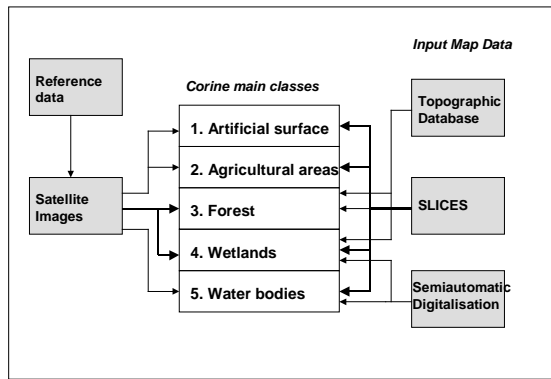 Input Map Data
Reference
data
Corine main classes
Topographic
Database
1. Artificial surface
2. Agricultural areas
Satellite
Images
3. Forest
SLICES
4. Wetlands
5. Water bodies
Semiautomatic
Digitalisation